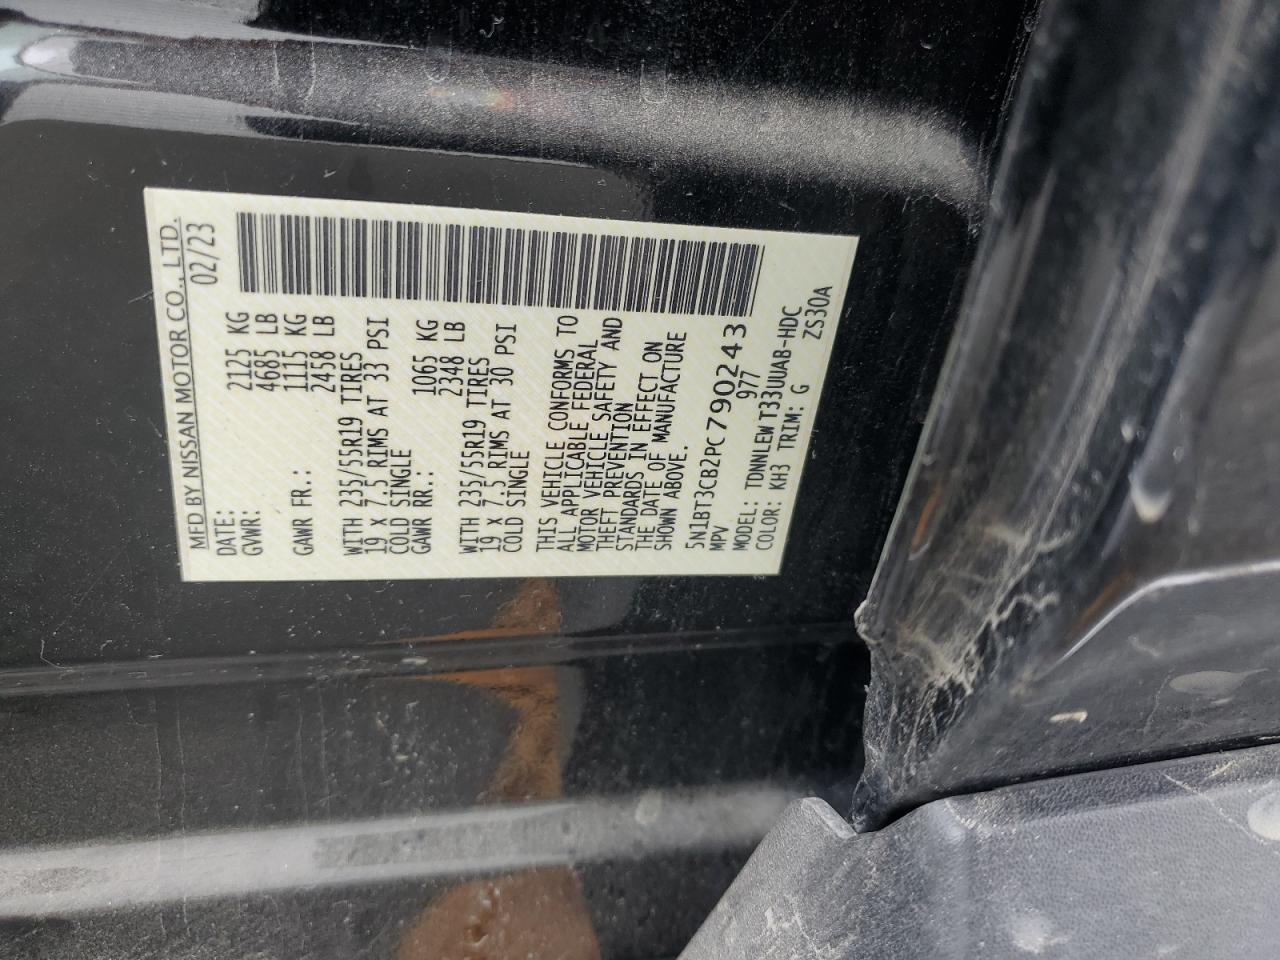 MFD BY NISSAN MOTOR CO., LTD.
DATE: 02/23
GVWR: 2125 KG
4685 LB
GAWR FR.: 1115 KG
2458 LB
WITH 235/55R19 TIRES
19 x 7.5 RIMS AT 33 PSI
COLD SINGLE
GAWR RR.: 1065 KG
2348 LB
WITH 235/55R19 TIRES
19 x 7.5 RIMS AT 30 PSI
COLD SINGLE
THIS VEHICLE CONFORMS TO
ALL APPLICABLE FEDERAL
MOTOR VEHICLE SAFETY AND
THEFT PREVENTION
STANDARDS IN EFFECT ON
THE DATE OF MANUFACTURE
SHOWN ABOVE.
5N1BT3CB2PC790243
MPV 977
MODEL: TDNNLEW T33UUAB-HDC
COLOR: KH3 TRIM: G ZS30A